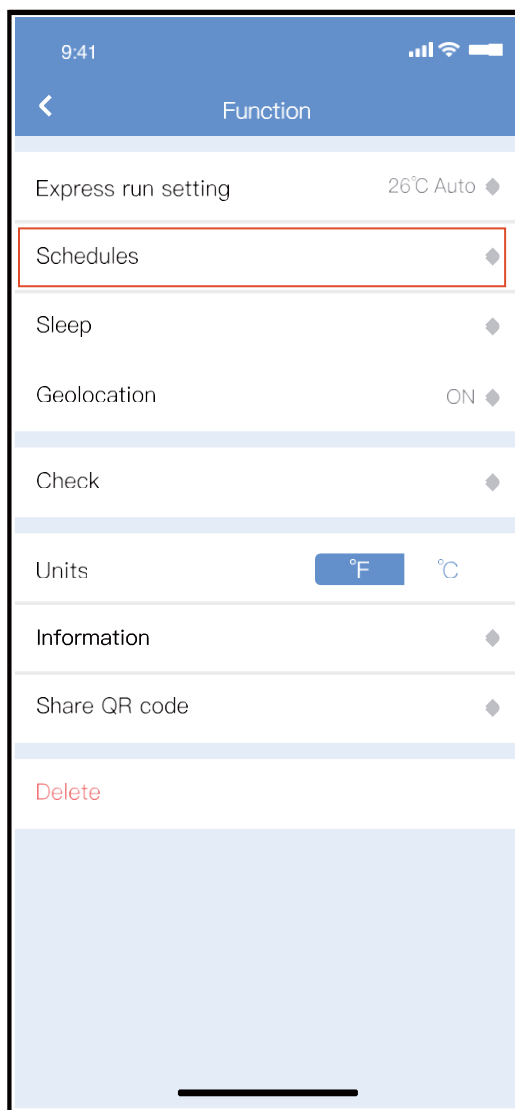 9:41
Function
Express run setting 26℃ Auto
Schedules
Sleep
Geolocation ON
Check
Units ℉ ℃
Information
Share QR code
Delete